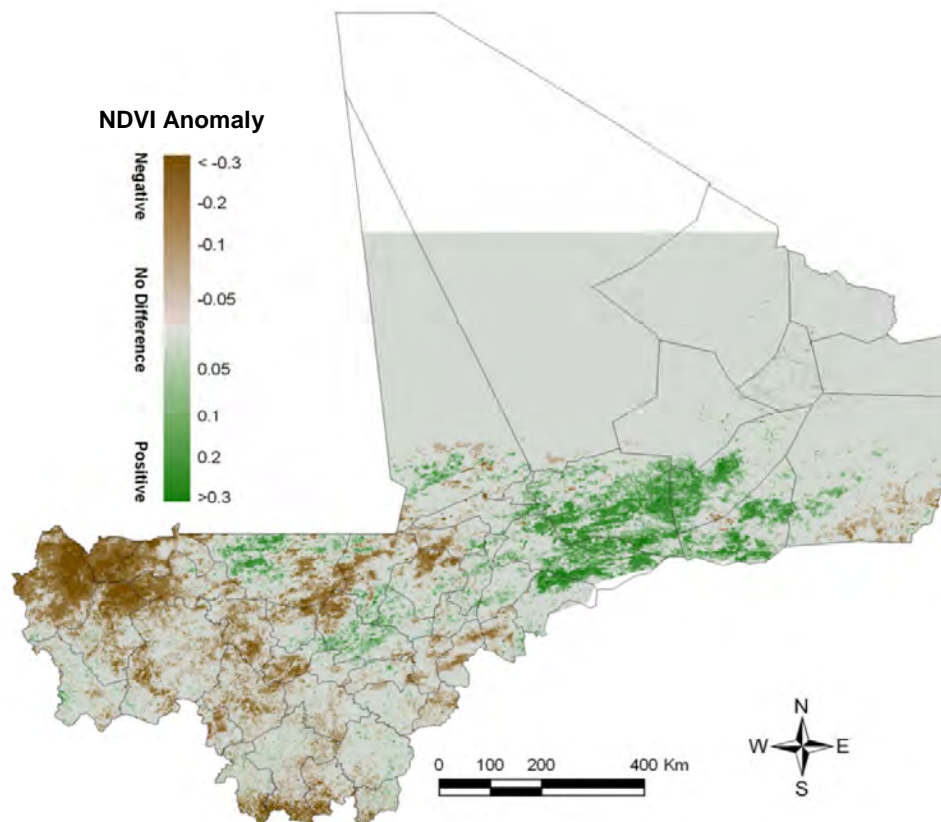 NDVI Anomaly
Negative
No Difference
Positive
< -0.3
-0.2
-0.1
-0.05
0.05
0.1
0.2
>0.3
N
W E
S
0 100 200 400 Km